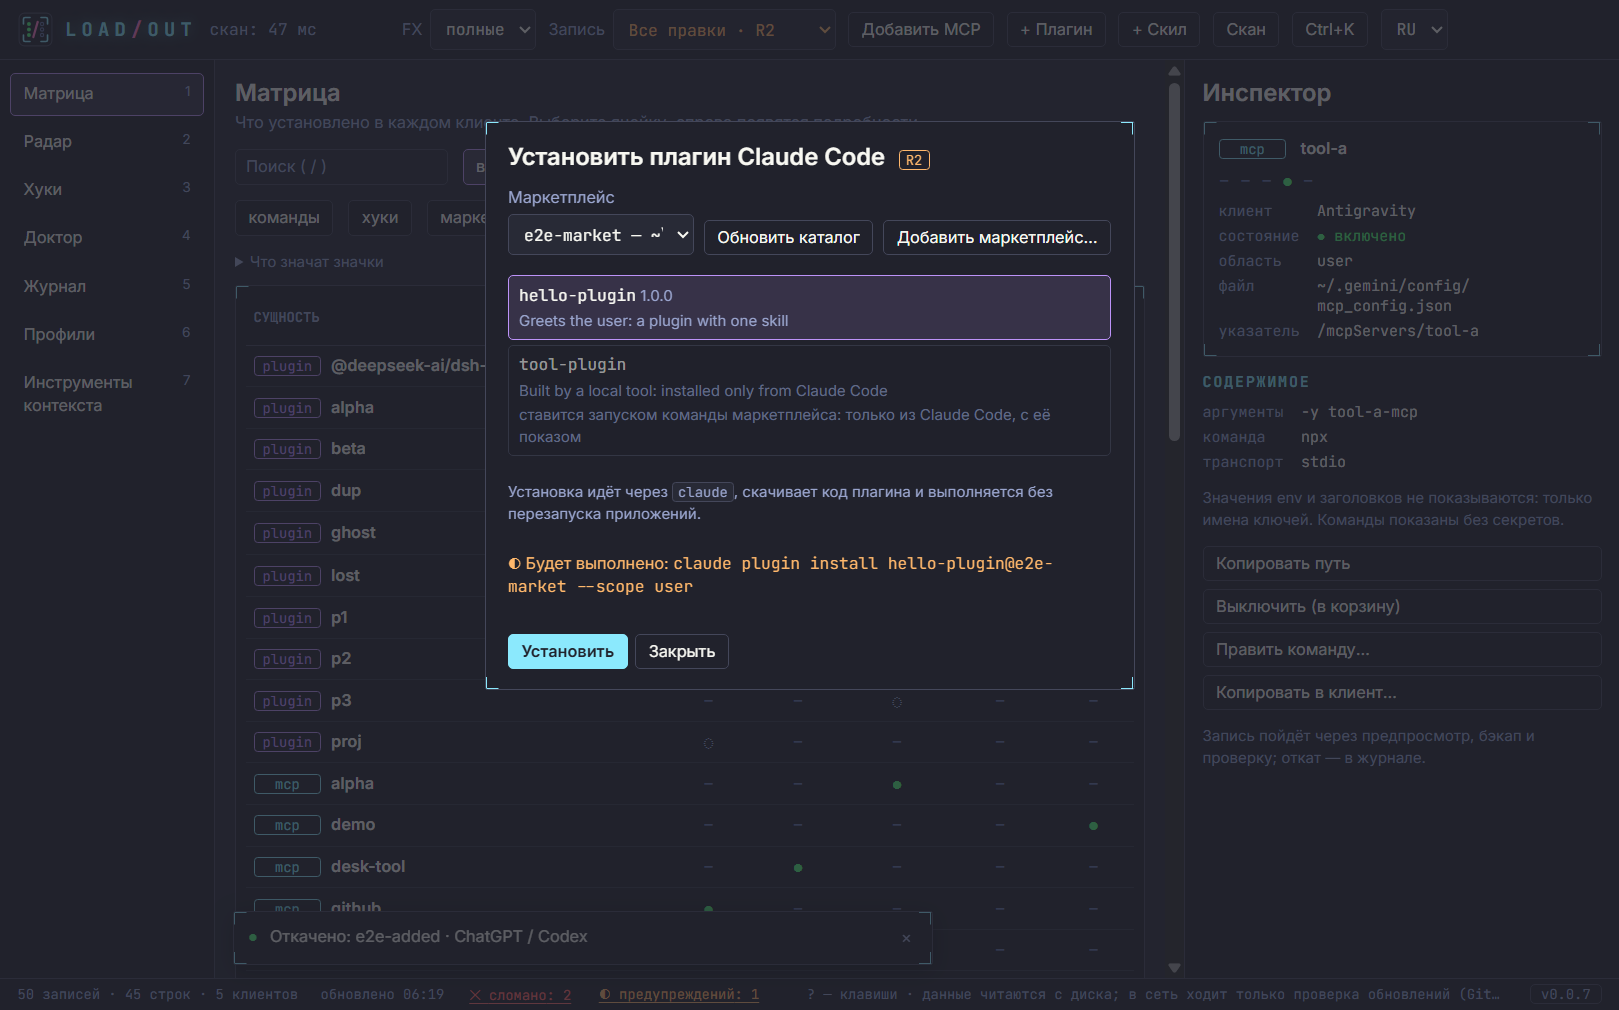 LOAD/OUT скан: 47 мс FX полные Запись Все правки · R2 Добавить MCP + Плагин + Скил Скан Ctrl+K RU
Матрица 1
Радар 2
Хуки 3
Доктор 4
Журнал 5
Профили 6
Инструменты контекста 7
Матрица
Что установлено в каждом
Поиск ( / )
команды хуки
Что значат значки
СУЩНОСТЬ
plugin @deepseek-ai/dsh-
plugin alpha
plugin beta
plugin dup
plugin ghost
plugin lost
plugin p1
plugin p2
plugin p3
plugin proj
mcp alpha
mcp demo
mcp desk-tool
mcp github
Установить плагин Claude Code R2
Маркетплейс
e2e-market — ~
Обновить каталог
Добавить маркетплейс…
hello-plugin 1.0.0
Greets the user: a plugin with one skill
tool-plugin
Built by a local tool: installed only from Claude Code
ставится запуском команды маркетплейса: только из Claude Code, с её
показом
Установка идёт через claude, скачивает код плагина и выполняется без
перезапуска приложений.
Будет выполнено: claude plugin install hello-plugin@e2e-
market --scope user
Установить Закрыть
Откачено: e2e-added · ChatGPT / Codex ×
Инспектор
mcp tool-a
клиент Antigravity
состояние ● включено
область user
файл ~/.gemini/config/
mcp_config.json
указатель /mcpServers/tool-a
СОДЕРЖИМОЕ
аргументы -y tool-a-mcp
команда npx
транспорт stdio
Значения env и заголовков не показываются: только
имена ключей. Команды показаны без секретов.
Копировать путь
Выключить (в корзину)
Править команду…
Копировать в клиент…
Запись пойдёт через предпросмотр, бэкап и
проверку; откат — в журнале.
50 записей · 45 строк · 5 клиентов обновлено 06:19 сломано: 2 предупреждений: 1 ? — клавиши · данные читаются с диска; в сеть ходит только проверка обновлений (Git… v0.0.7